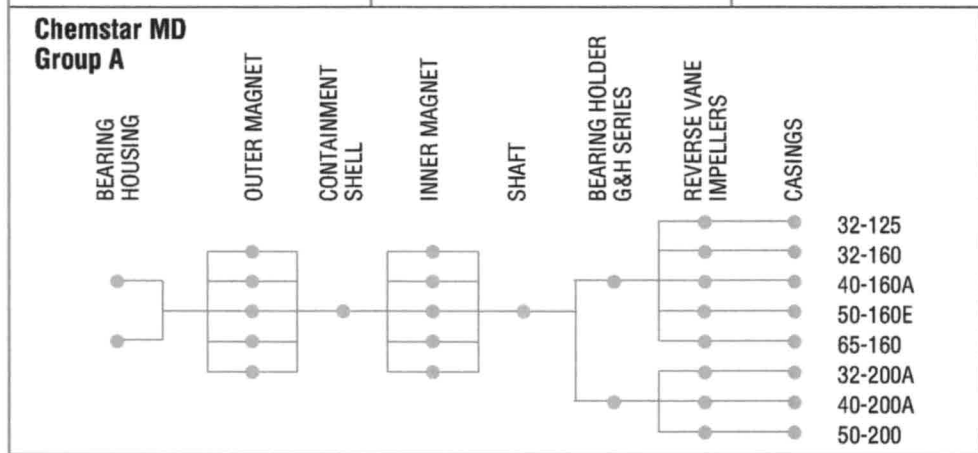 Chemstar MD
Group A
BEARING
HOUSING
OUTER MAGNET
CONTAINMENT
SHELL
INNER MAGNET
SHAFT
BEARING HOLDER
G&H SERIES
REVERSE VANE
IMPELLERS
CASINGS
32-125
32-160
40-160A
50-160E
65-160
32-200A
40-200A
50-200